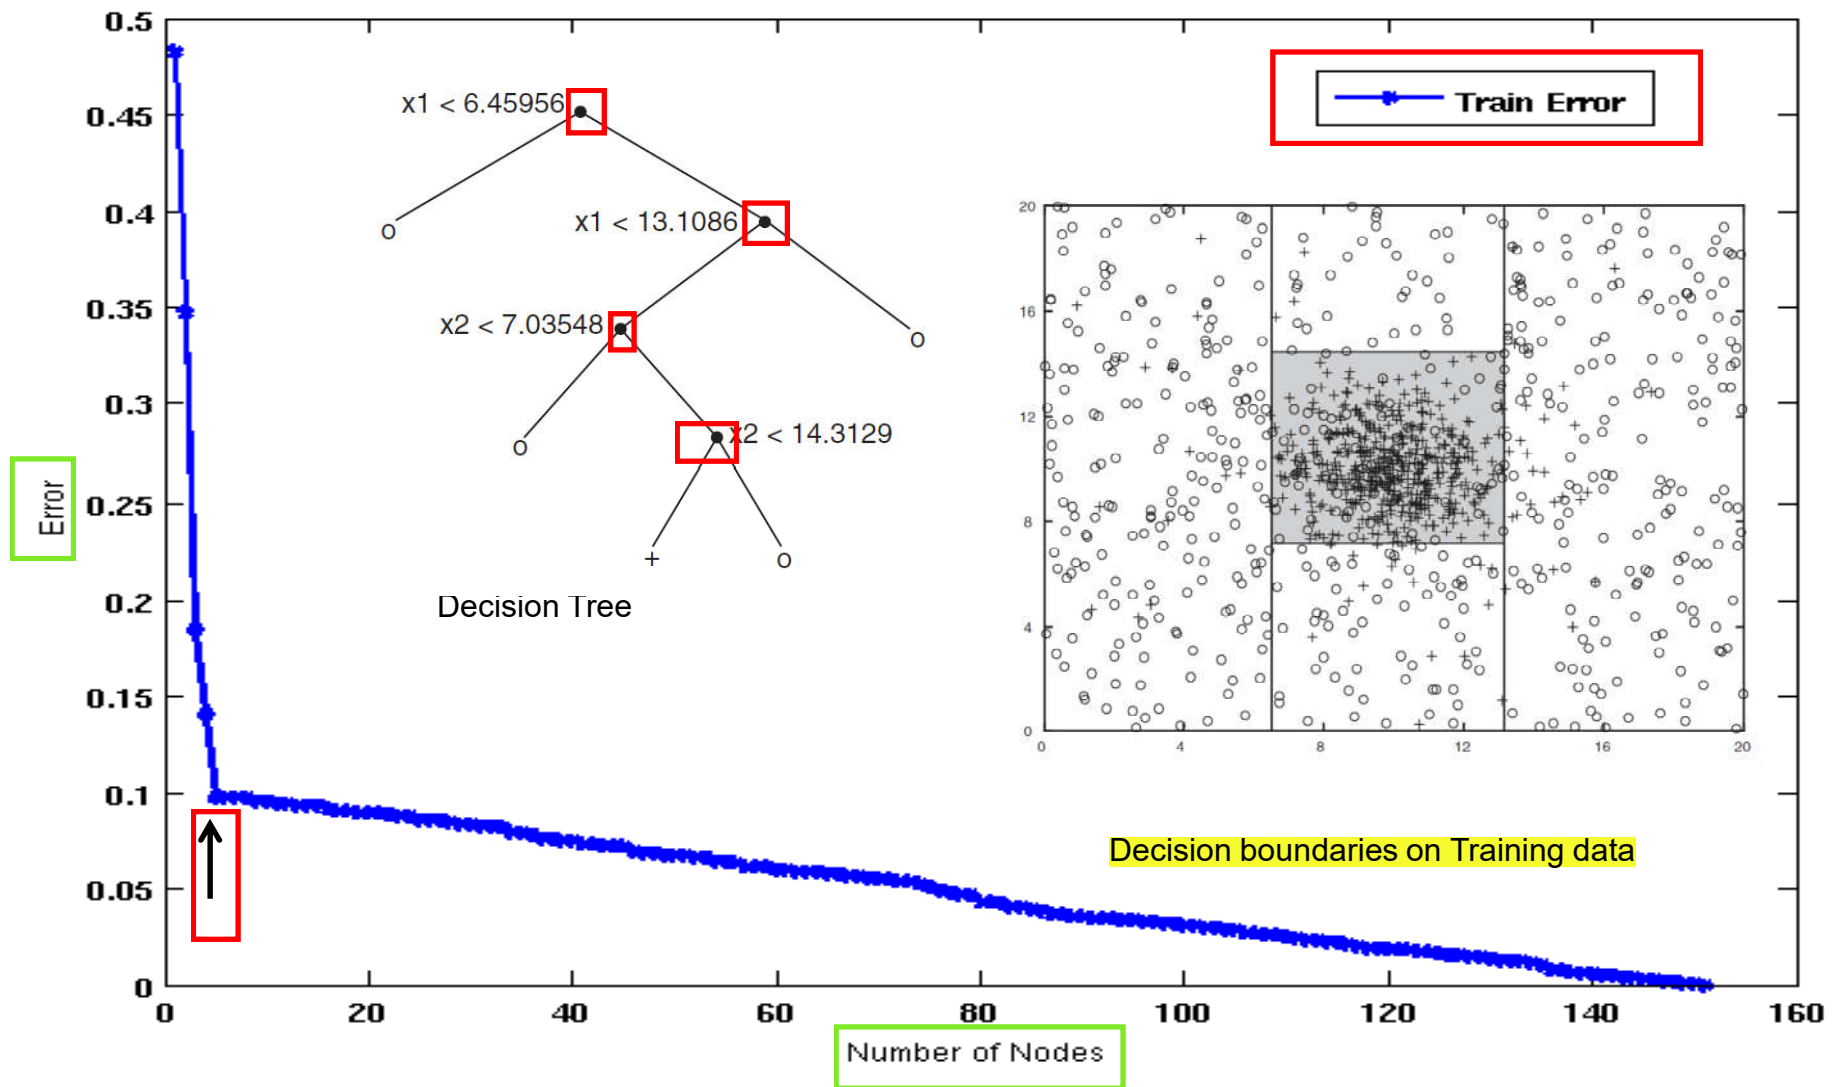 0.5
0.45
0.4
0.35
0.3
0.25
0.2
0.15
0.1
0.05
0
Error
0 20 40 60 80 100 120 140 160
Number of Nodes
Train Error
x1 < 6.45956
o
x1 < 13.1086
x2 < 7.03548
o
o
x2 < 14.3129
+
o
Decision Tree
20
16
12
8
4
0
0 4 8 12 16 20
Decision boundaries on Training data